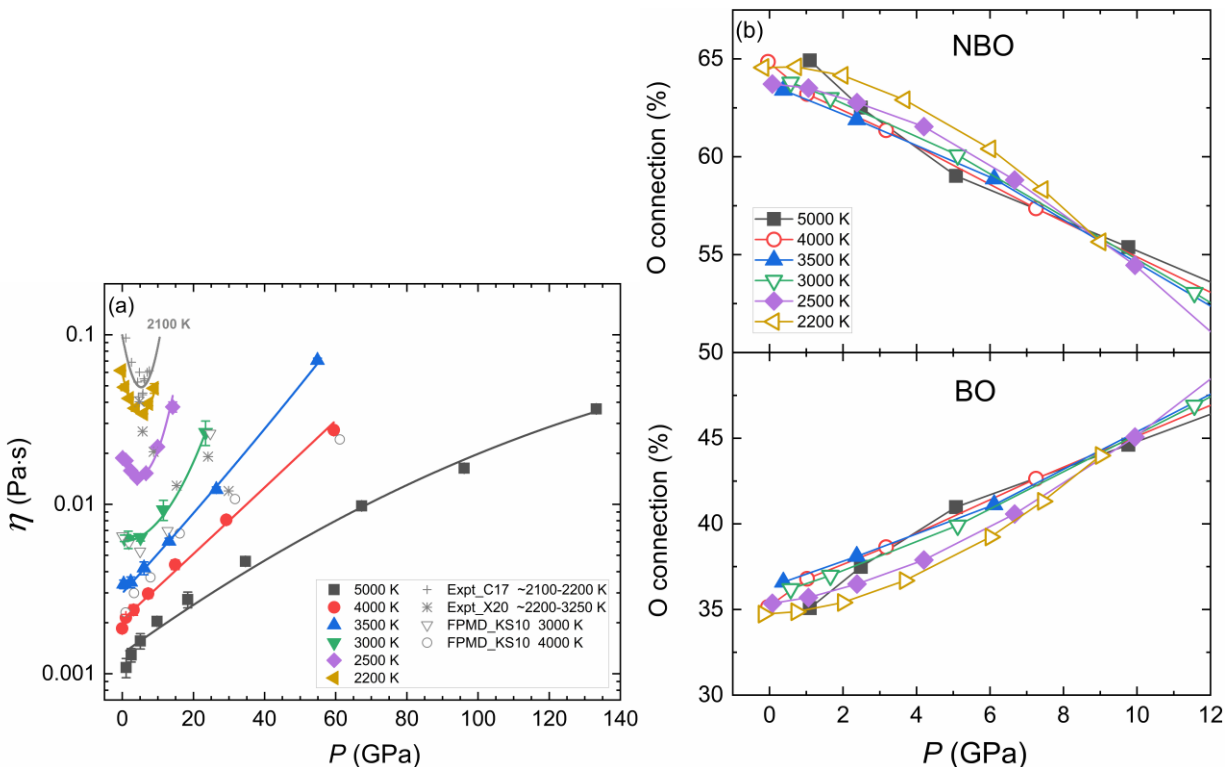 (a)
2100 K
0.1
0.01
0.001
η (Pa·s)
5000 K
4000 K
3500 K
3000 K
2500 K
2200 K
Expt_C17 ~2100-2200 K
Expt_X20 ~2200-3250 K
FPMD_KS10 3000 K
FPMD_KS10 4000 K
0 20 40 60 80 100 120 140
P (GPa)
(b)
NBO
O connection (%)
65
60
55
50
5000 K
4000 K
3500 K
3000 K
2500 K
2200 K
BO
O connection (%)
45
40
35
30
0 2 4 6 8 10 12
P (GPa)